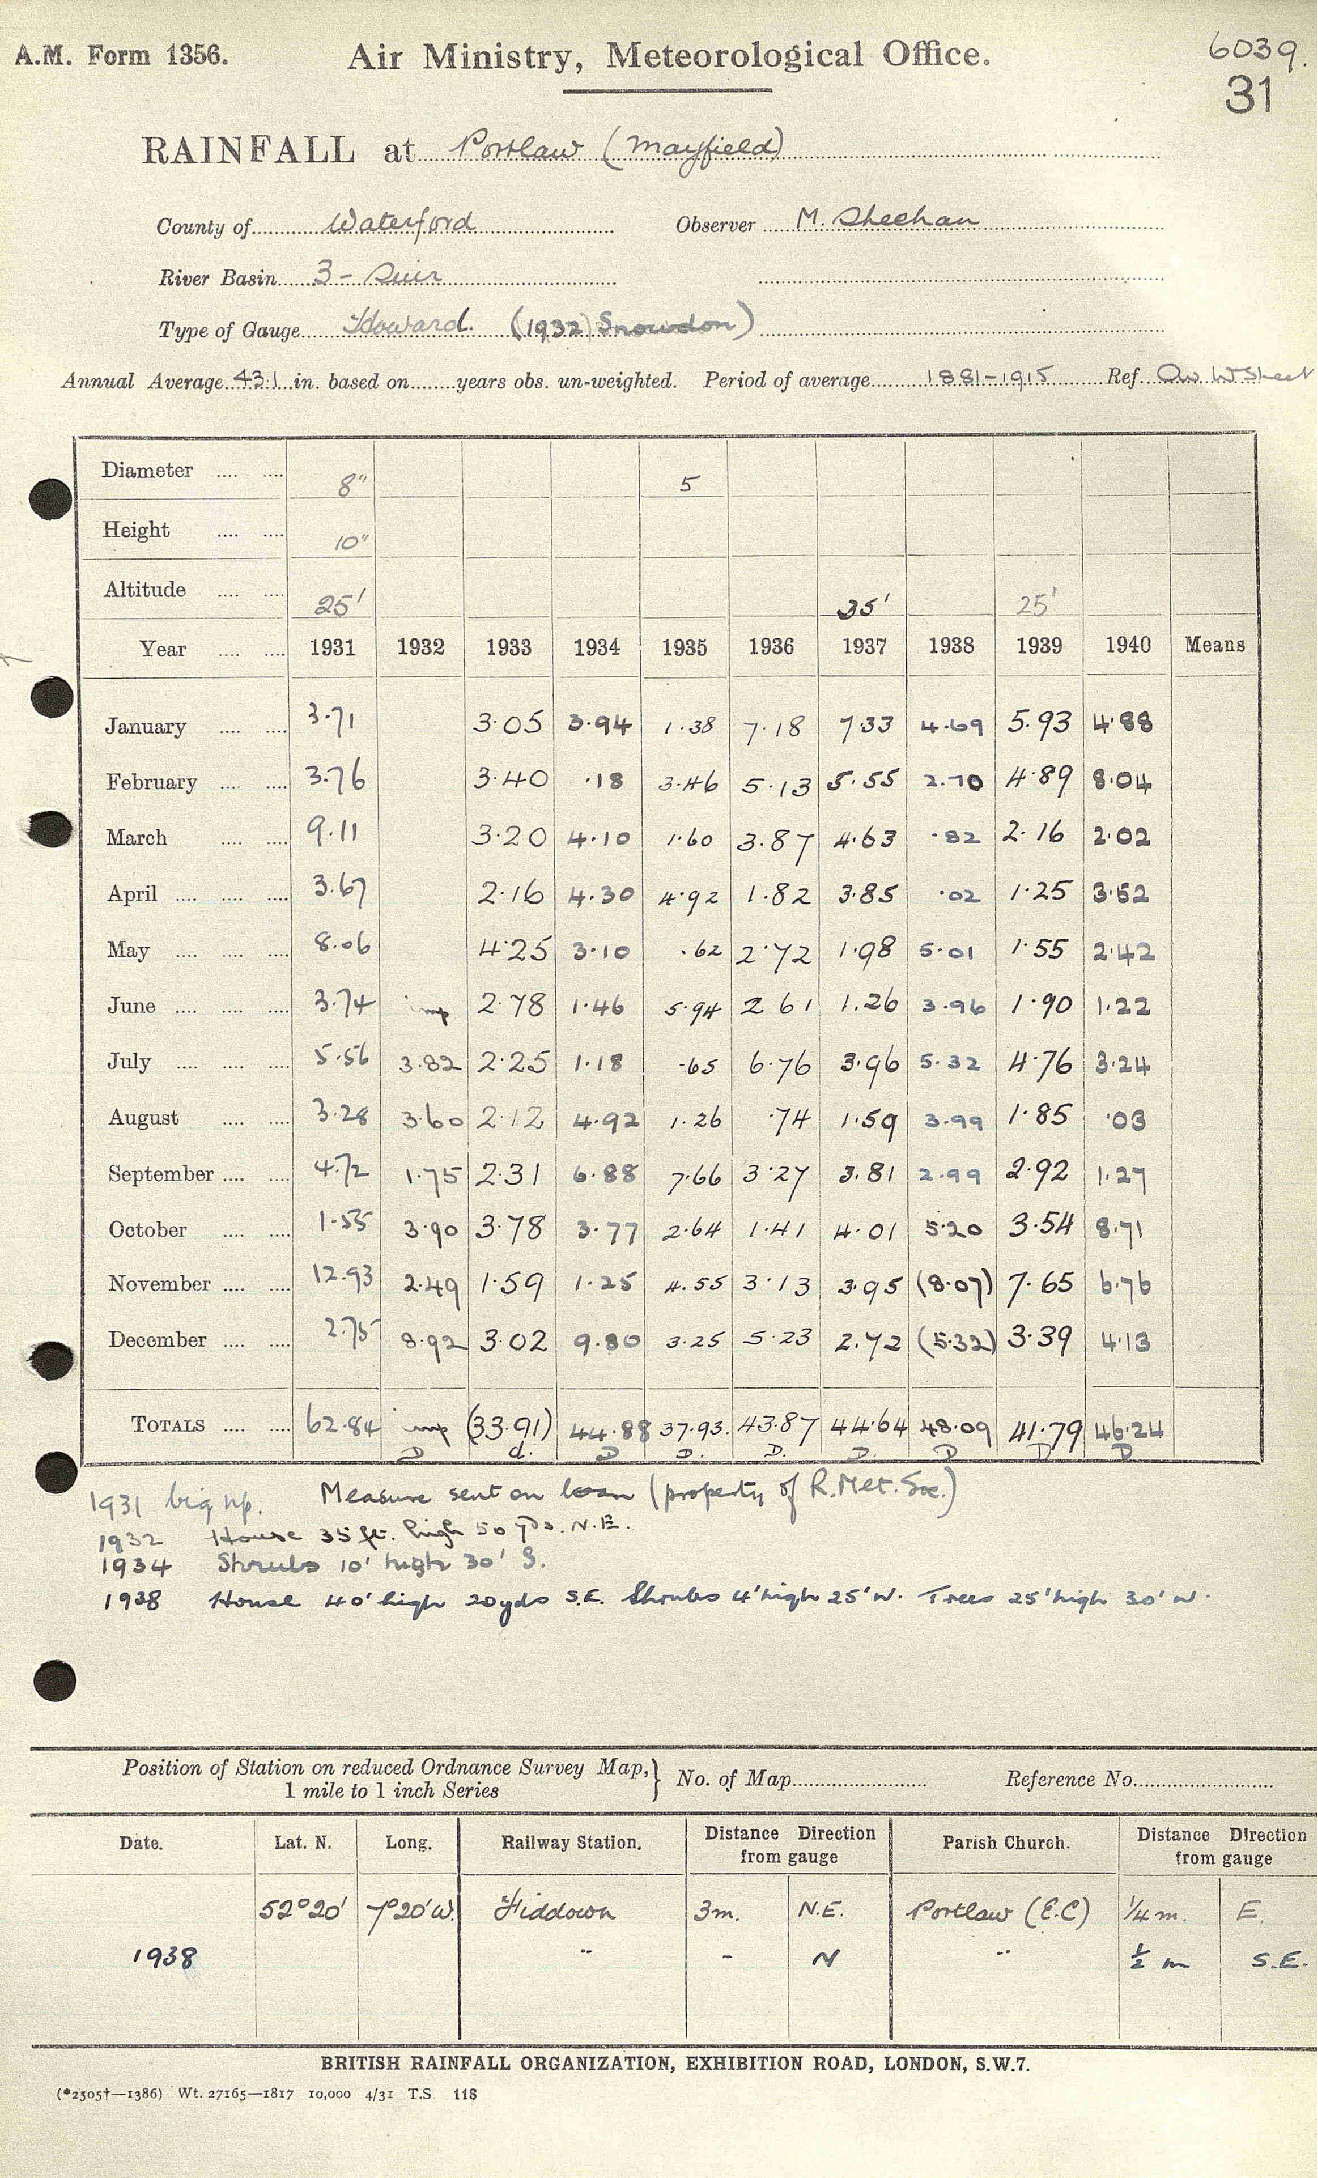 A.M. Form 1356. Air Ministry, Meteorological Office. 6039.
31
RAINFALL at Portlaw (Mayfield)
County of Waterford Observer M. Sheehan
River Basin 3 - Suir
Type of Gauge Howard. (1932 Snowdon)
Annual Average 43.1 in. based on years obs. un-weighted. Period of average 1881-1915 Ref. W Sheet
Diameter 8" 5
Height 10"
Altitude 25' 35' 25'
Year 1931 1932 1933 1934 1935 1936 1937 1938 1939 1940 Means
January 3.71 3.05 3.94 1.38 7.18 7.33 4.69 5.93 4.88
February 3.76 3.40 .18 3.46 5.13 5.55 2.70 4.89 8.04
March 9.11 3.20 4.10 1.60 3.87 4.63 .82 2.16 2.02
April 3.67 2.16 4.30 4.92 1.82 3.85 .02 1.25 3.52
May 8.06 4.25 3.10 .62 2.72 1.98 5.01 1.55 2.42
June 3.74 imp 2.78 1.46 5.94 2 61 1.26 3.96 1.90 1.22
July 5.56 3.82 2.25 1.18 .65 6.76 3.96 5.32 4.76 3.24
August 3.28 3.60 2.12 4.92 1.26 .74 1.59 3.99 1.85 .03
September 4.72 1.75 2.31 6.88 7.66 3.27 3.81 2.99 2.92 1.27
October 1.55 3.90 3.78 3.77 2.64 1.41 4.01 5.20 3.54 8.71
November 12.93 2.49 1.59 1.25 4.55 3.13 3.95 (8.07) 7.65 6.76
December 2.75 8.92 3.02 9.80 3.25 5.23 2.72 (5.32) 3.39 4.13
TOTALS 62.84 imp (33.91) 44.88 37.93. 43.87 44.64 48.09 41.79 46.24
D d. D D. D. D. D D D
1931 big up. Measure sent on loan (property of R. Met. Soc.)
1932 House 35 ft. high 50 yds. N.E.
1934 Shrubs 10' high 30' S.
1938 House 40' high 20yds S.E. Shrubs 4' high 25' W. Trees 25' high 30' W.
Position of Station on reduced Ordnance Survey Map, } No. of Map Reference No.
1 mile to 1 inch Series
Date. Lat. N. Long. Railway Station. Distance Direction from gauge Parish Church. Distance Direction from gauge
52°20' 7°20'W. Fiddown 3m. N.E. Portlaw (E.C) 1/4 m. E.
1938 " - N " 1/2 m S.E.
BRITISH RAINFALL ORGANIZATION, EXHIBITION ROAD, LONDON, S.W.7.
(*2505†—1386) Wt. 27165—1817 10,000 4/31 T.S. 118